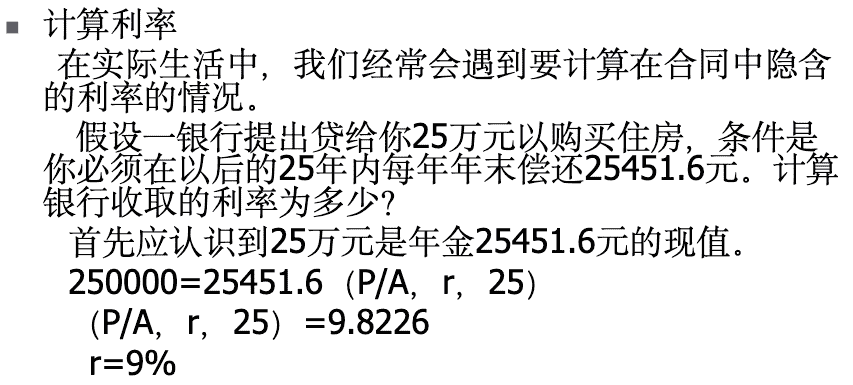 ■ 计算利率
在实际生活中，我们经常会遇到要计算在合同中隐含
的利率的情况。
假设一银行提出贷给你25万元以购买住房，条件是
你必须在以后的25年内每年年末偿还25451.6元。计算
银行收取的利率为多少？
首先应认识到25万元是年金25451.6元的现值。
250000=25451.6（P/A，r，25）
（P/A，r，25）=9.8226
r=9%